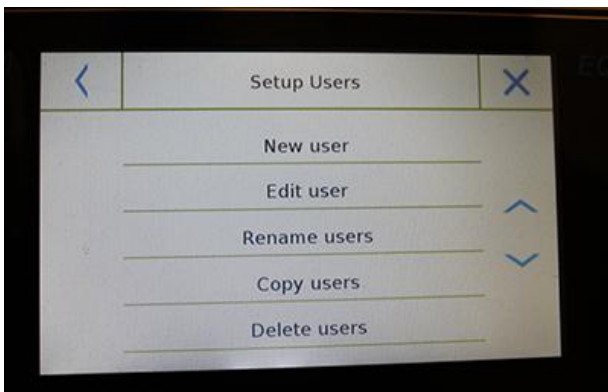 Setup Users
New user
Edit user
Rename users
Copy users
Delete users